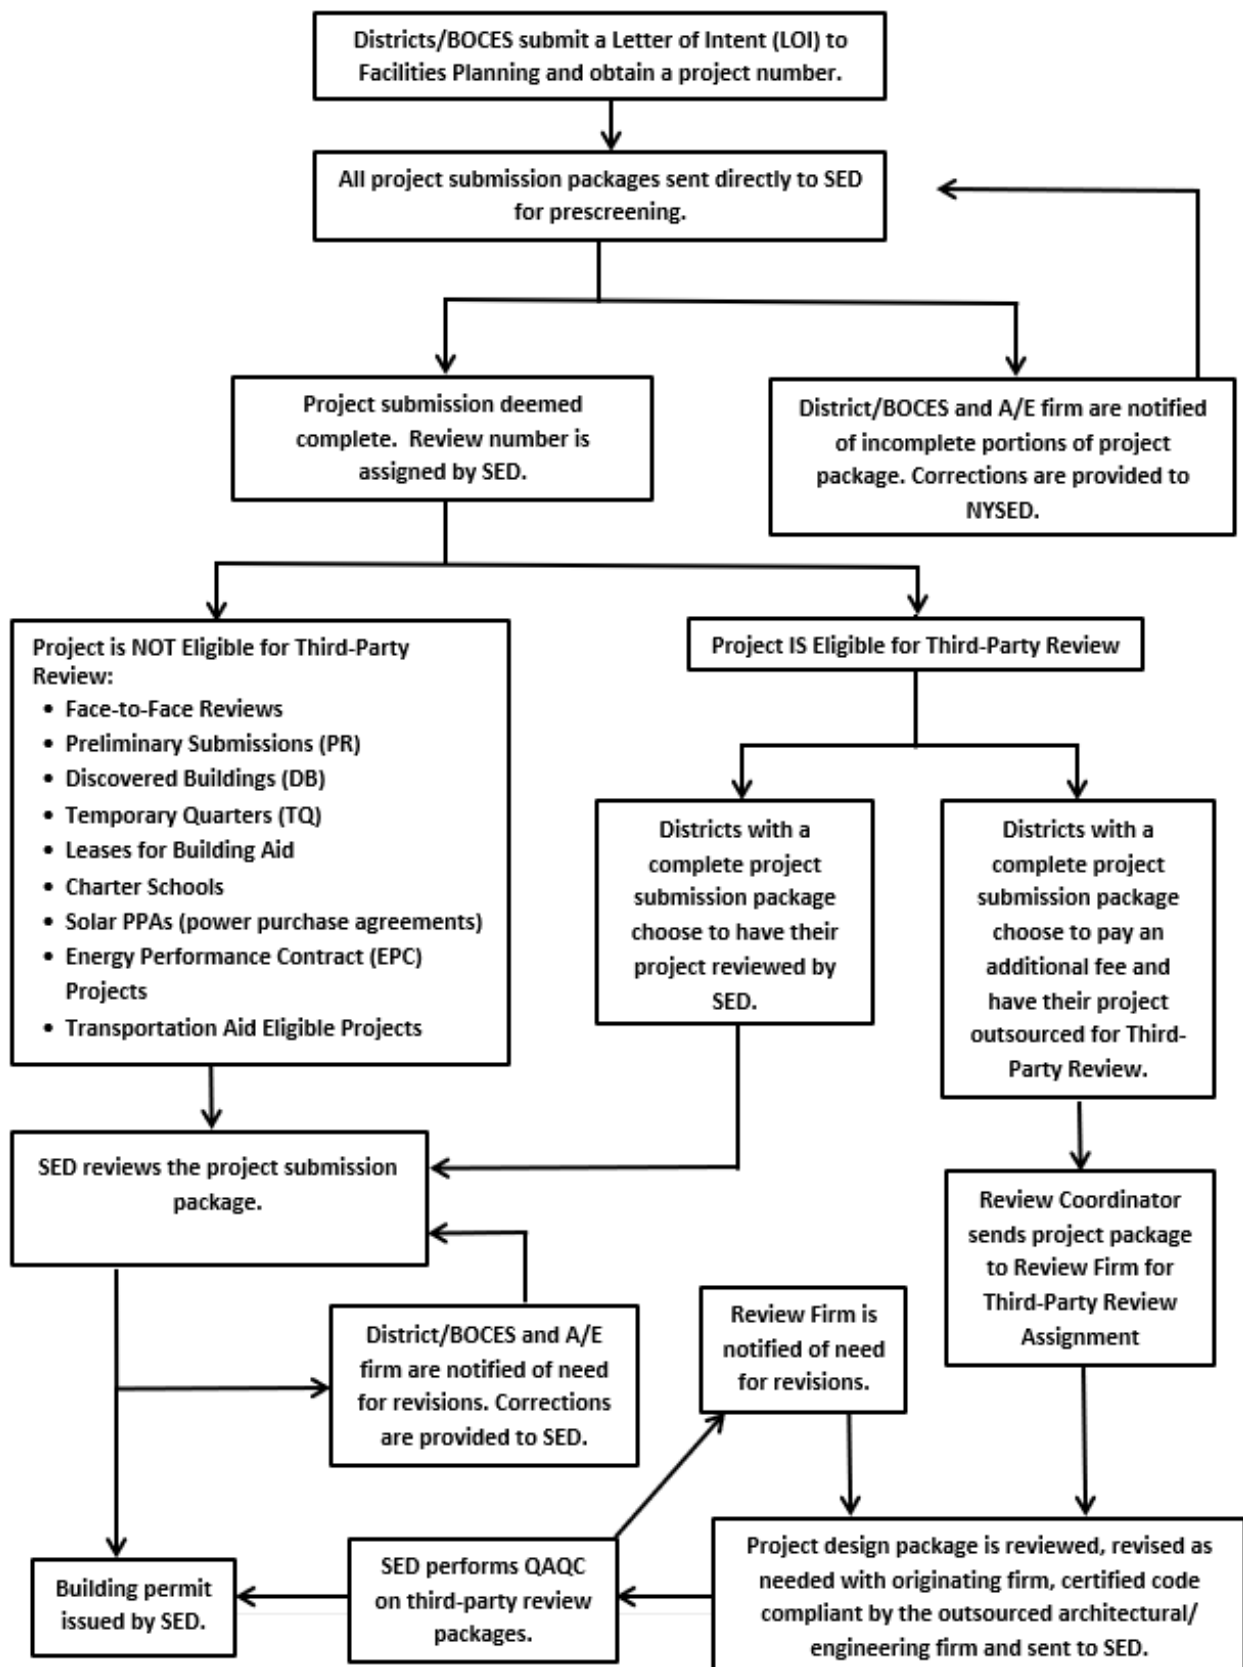 Districts/BOCES submit a Letter of Intent (LOI) to
Facilities Planning and obtain a project number.
All project submission packages sent directly to SED
for prescreening.
Project submission deemed
complete.  Review number is
assigned by SED.
District/BOCES and A/E firm are notified
of incomplete portions of project
package. Corrections are provided to
NYSED.
Project is NOT Eligible for Third-Party
Review:
• Face-to-Face Reviews
• Preliminary Submissions (PR)
• Discovered Buildings (DB)
• Temporary Quarters (TQ)
• Leases for Building Aid
• Charter Schools
• Solar PPAs (power purchase agreements)
• Energy Performance Contract (EPC)
Projects
• Transportation Aid Eligible Projects
Project IS Eligible for Third-Party Review
Districts with a
complete project
submission package
choose to have their
project reviewed by
SED.
Districts with a
complete project
submission package
choose to pay an
additional fee and
have their project
outsourced for Third-
Party Review.
SED reviews the project submission
package.
Review Coordinator
sends project package
to Review Firm for
Third-Party Review
Assignment
District/BOCES and A/E
firm are notified of need
for revisions. Corrections
are provided to SED.
Review Firm is
notified of need
for revisions.
Building permit
issued by SED.
SED performs QAQC
on third-party review
packages.
Project design package is reviewed, revised as
needed with originating firm, certified code
compliant by the outsourced architectural/
engineering firm and sent to SED.